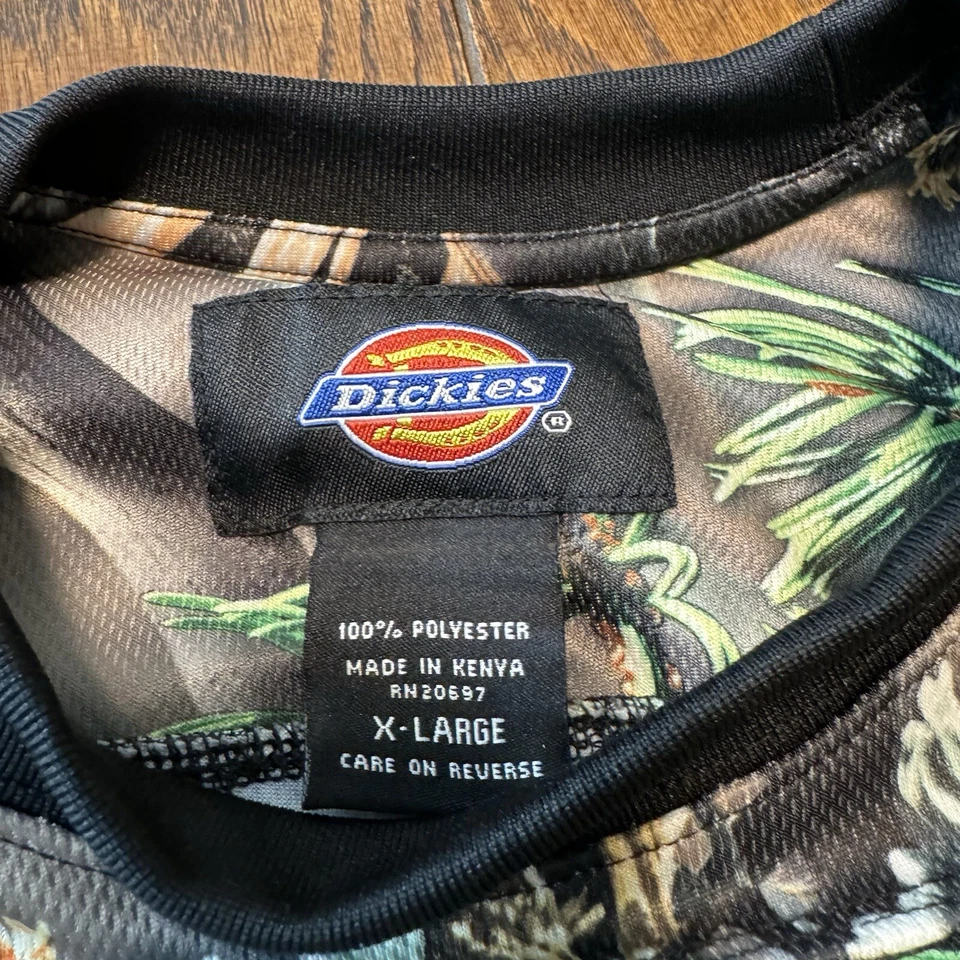 Dickies
®
100% POLYESTER
MADE IN KENYA
RN20697
X-LARGE
CARE ON REVERSE